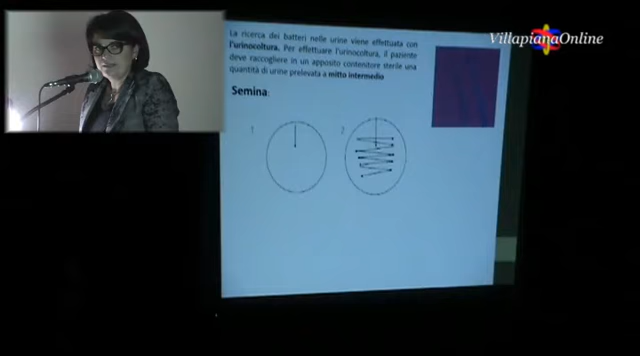 VillapianaOnline
La ricerca dei batteri nelle urine viene effettuata con
l'urinocoltura. Per effettuare l'urinocoltura, il paziente
deve raccogliere in un apposito contenitore sterile una
quantità di urine prelevata a mitto intermedio
Semina:
1
2